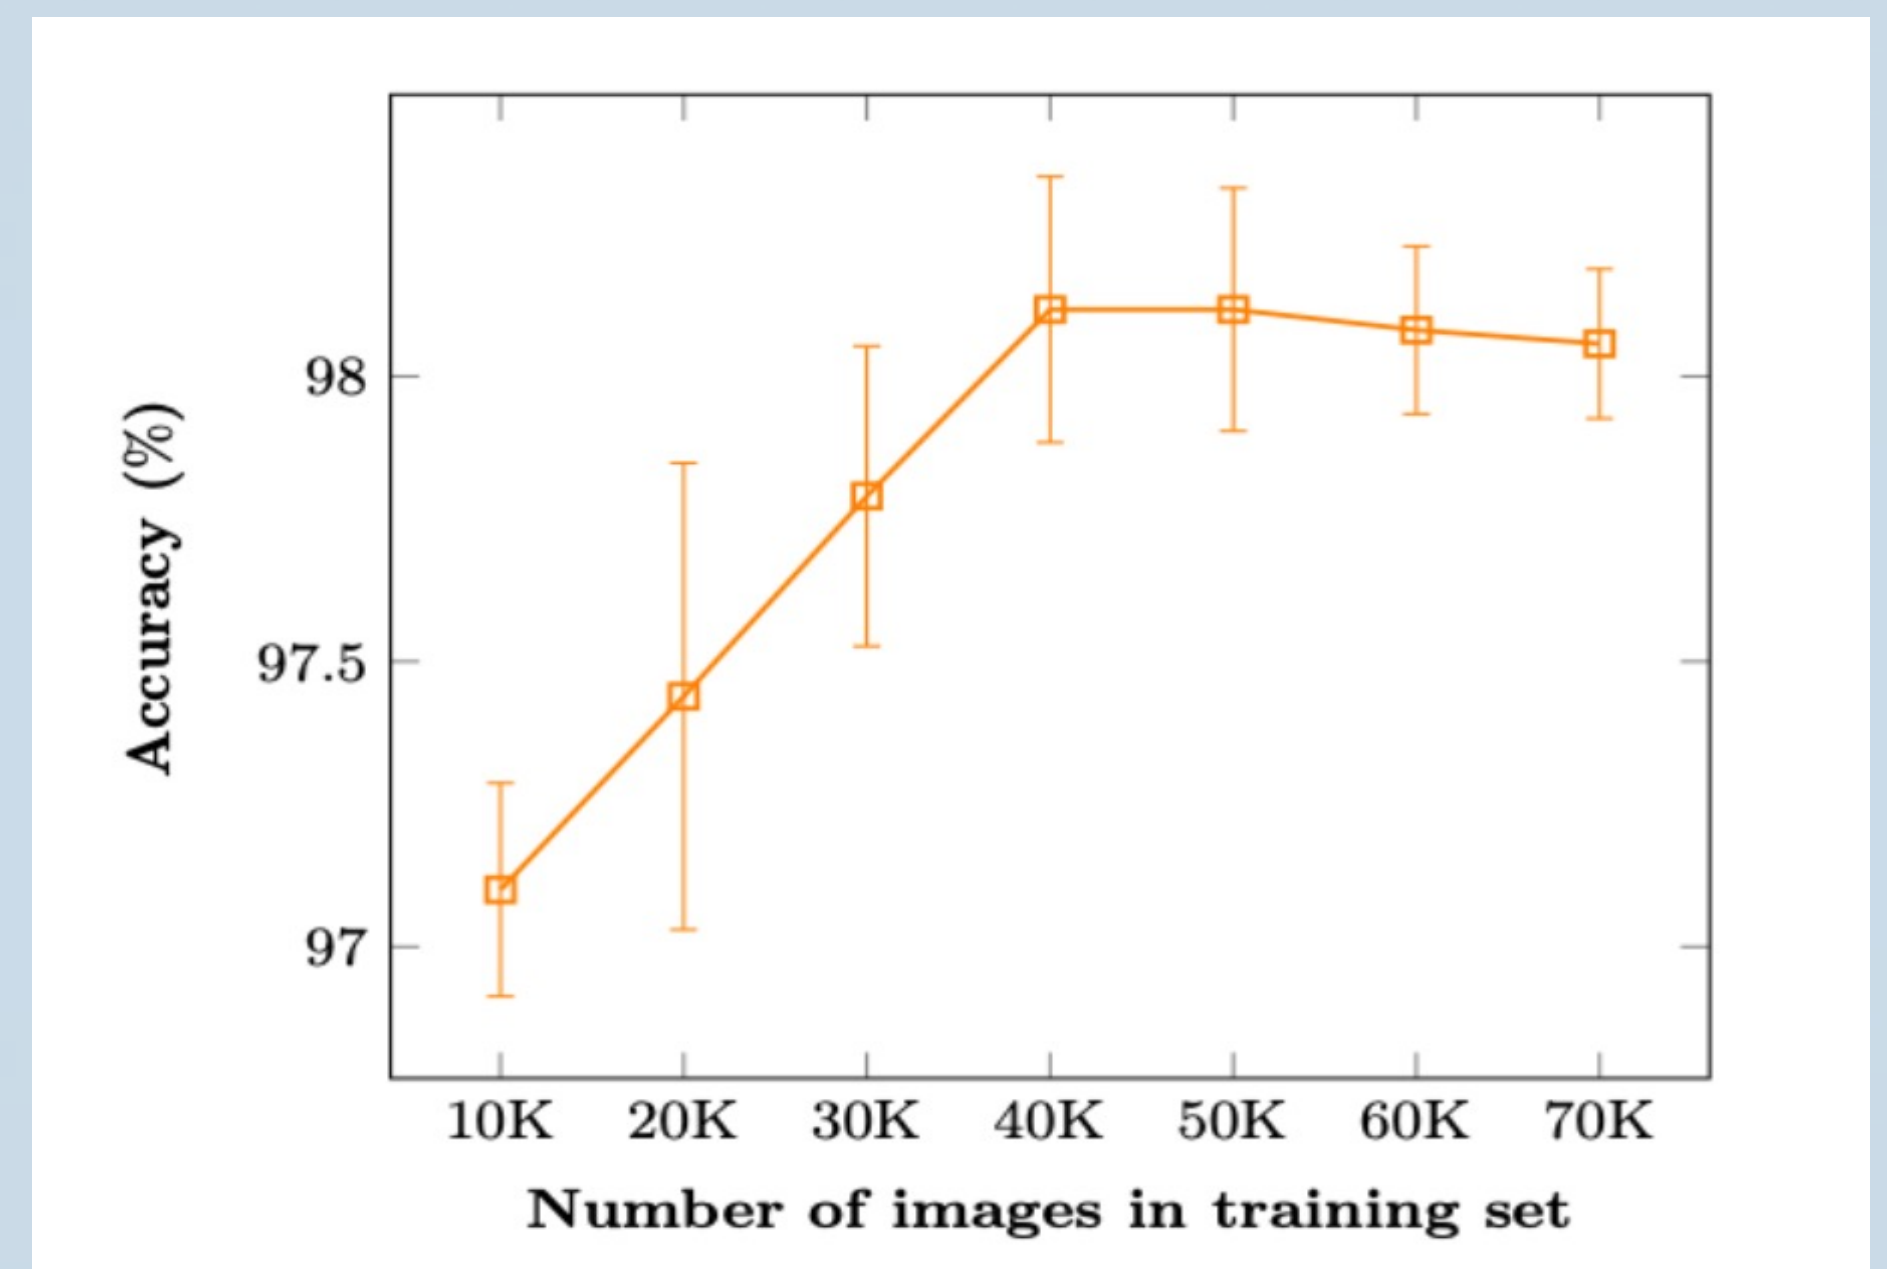 98
97.5
97
Accuracy (%)
10K 20K 30K 40K 50K 60K 70K
Number of images in training set